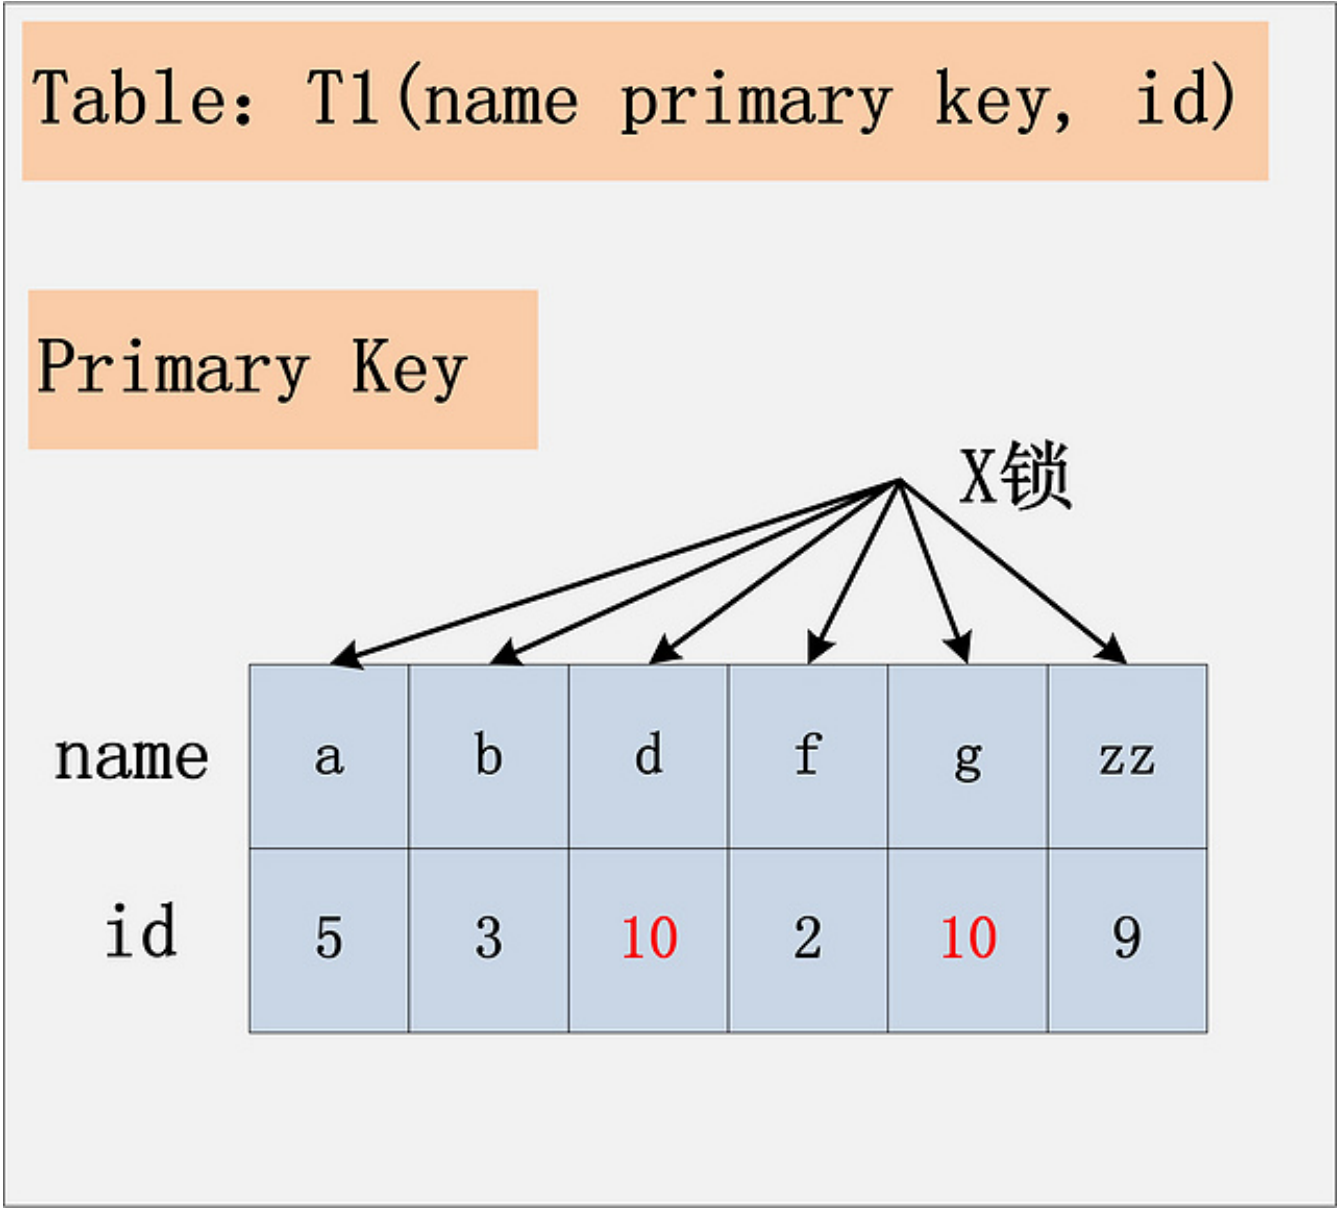 Table：T1(name primary key, id)
Primary Key
X锁
name a b d f g zz
id 5 3 10 2 10 9